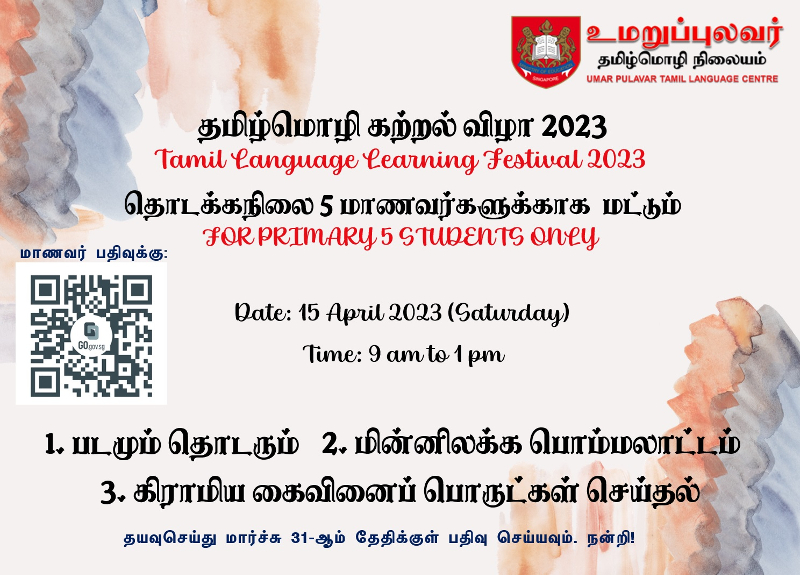 உமறுப்புலவர்
தமிழ்மொழி நிலையம்
UMAR PULAVAR TAMIL LANGUAGE CENTRE
SINGAPORE
தமிழ்மொழி கற்றல் விழா 2023
Tamil Language Learning Festival 2023
தொடக்கநிலை 5 மாணவர்களுக்காக மட்டும்
FOR PRIMARY 5 STUDENTS ONLY
மாணவர் பதிவுக்கு:
GO.gov.sg
Date: 15 April 2023 (Saturday)
Time: 9 am to 1 pm
1. படமும் தொடரும் 2. மின்னிலக்க பொம்மலாட்டம்
3. கிராமிய கைவினைப் பொருட்கள் செய்தல்
தயவுசெய்து மார்ச்சு 31-ஆம் தேதிக்குள் பதிவு செய்யவும். நன்றி!